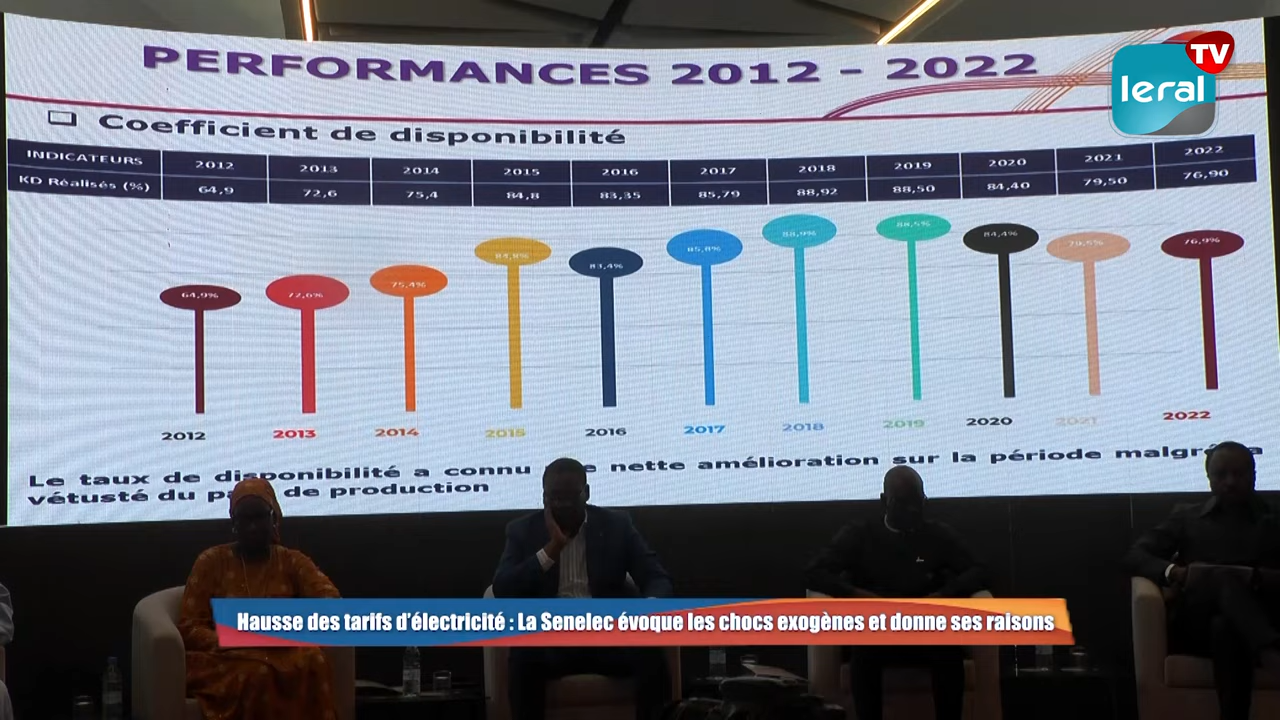 PERFORMANCES 2012 - 2022
leral TV
Coefficient de disponibilité
INDICATEURS 2012 2013 2014 2015 2016 2017 2018 2019 2020 2021 2022
KD Réalisés (%) 64,9 72,6 75,4 84,8 83,35 85,79 88,92 88,50 84,40 79,50 76,90
64,9% 72,6% 75,4% 84,8% 83,4% 85,8% 88,9% 88,5% 84,4% 79,5% 76,9%
2012 2013 2014 2015 2016 2017 2018 2019 2020 2021 2022
Le taux de disponibilité a connu nette amélioration sur la période malgré
vétusté du de production
Hausse des tarifs d'électricité : La Senelec évoque les chocs exogènes et donne ses raisons